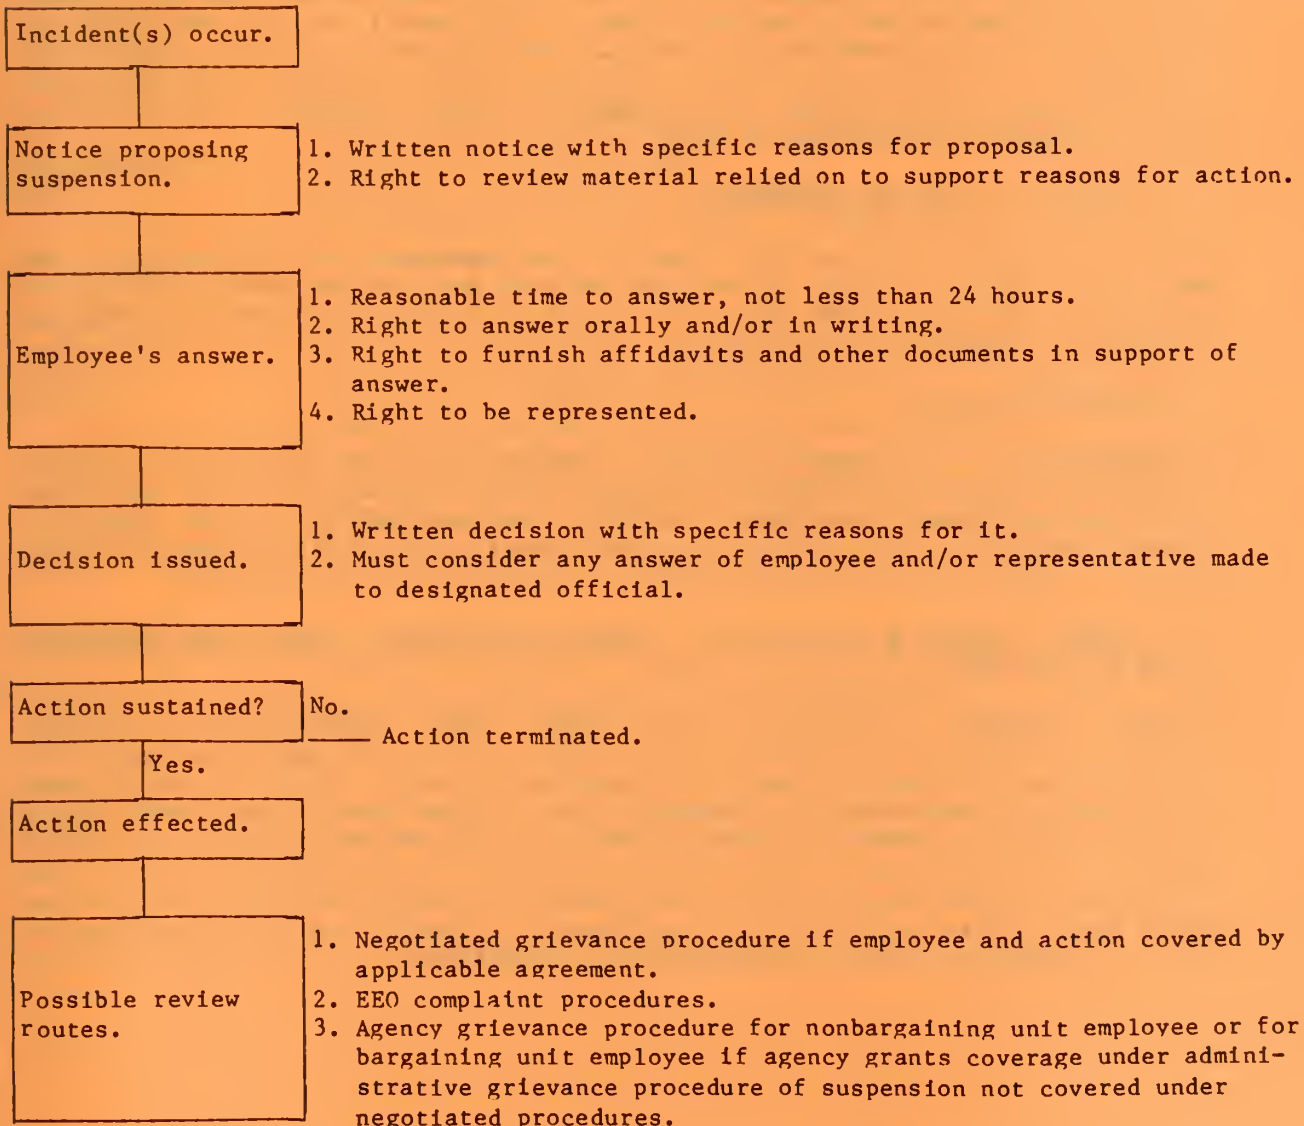 Incident(s) occur.
Notice proposing
suspension.
1. Written notice with specific reasons for proposal.
2. Right to review material relied on to support reasons for action.
Employee's answer.
1. Reasonable time to answer, not less than 24 hours.
2. Right to answer orally and/or in writing.
3. Right to furnish affidavits and other documents in support of
answer.
4. Right to be represented.
Decision issued.
1. Written decision with specific reasons for it.
2. Must consider any answer of employee and/or representative made
to designated official.
Action sustained?
No.
Action terminated.
Yes.
Action effected.
Possible review
routes.
1. Negotiated grievance procedure if employee and action covered by
applicable agreement.
2. EEO complaint procedures.
3. Agency grievance procedure for nonbargaining unit employee or for
bargaining unit employee if agency grants coverage under admini-
strative grievance procedure of suspension not covered under
negotiated procedures.